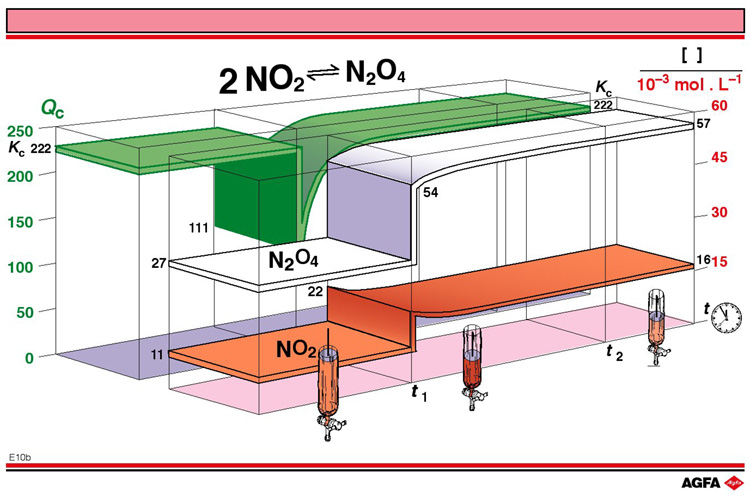 2 NO₂ ⇌ N₂O₄
[ ]
10⁻³ mol . L⁻¹
Qc
Kc
222
60
57
250
Kc 222
200
45
54
150
111
30
27
N₂O₄
100
22
16
15
50
t
11
NO₂
0
t₂
t₁
E10b
AGFA
Agfa